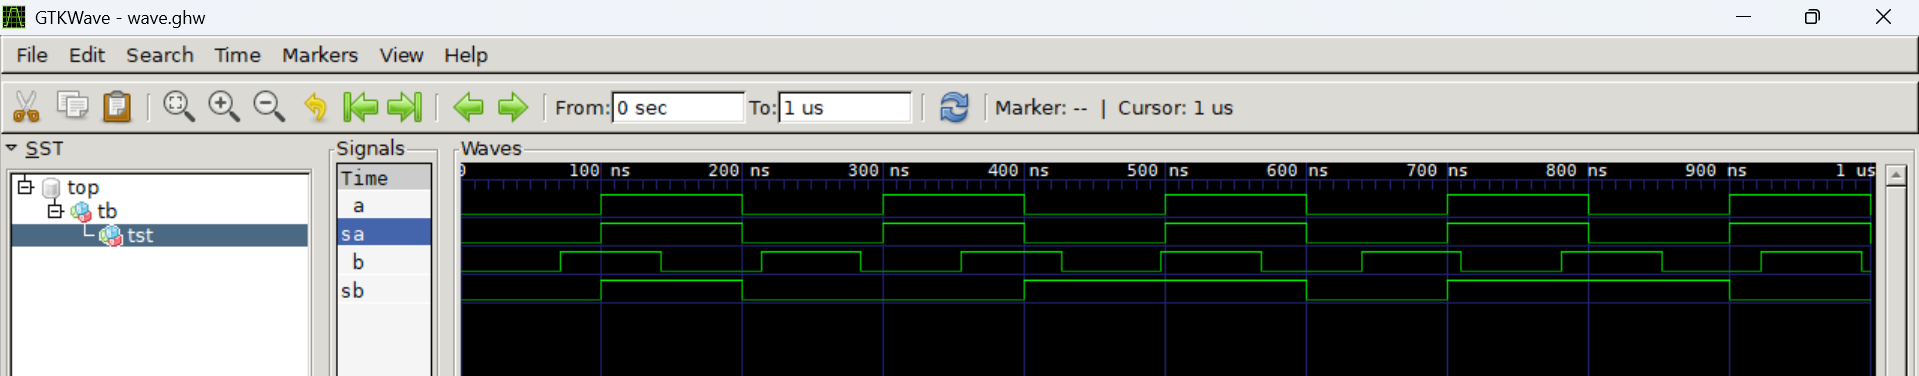 GTKWave - wave.ghw
File Edit Search Time Markers View Help
From: 0 sec To: 1 us Marker: -- | Cursor: 1 us
SST
top
tb
tst
Signals
Time
a
sa
b
sb
Waves
0 100 ns 200 ns 300 ns 400 ns 500 ns 600 ns 700 ns 800 ns 900 ns 1 us